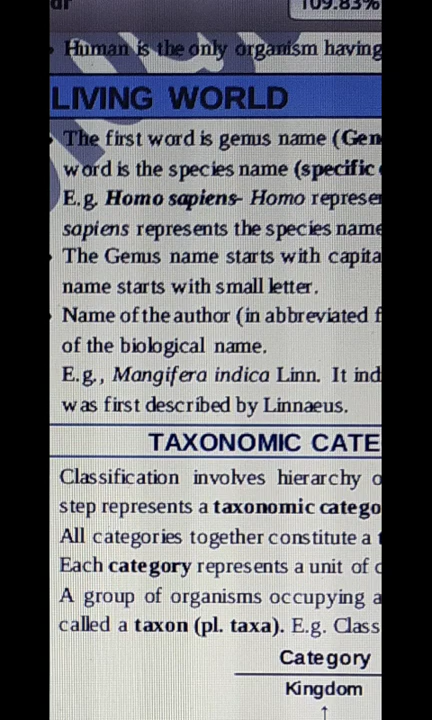 109.83%
Human is the only organism having
LIVING WORLD
The first word is genus name (Gen
word is the species name (specific
E.g. Homo sapiens- Homo represe
sapiens represents the species name
The Genus name starts with capita
name starts with small letter.
Name of the author (in abbreviated f
of the biological name.
E.g., Mangifera indica Linn. It ind
was first described by Linnaeus.
TAXONOMIC CATE
Classification involves hierarchy o
step represents a taxonomic catego
All categories together constitute a
Each category represents a unit of c
A group of organisms occupying a
called a taxon (pl. taxa). E.g. Class
Category
Kingdom
↑